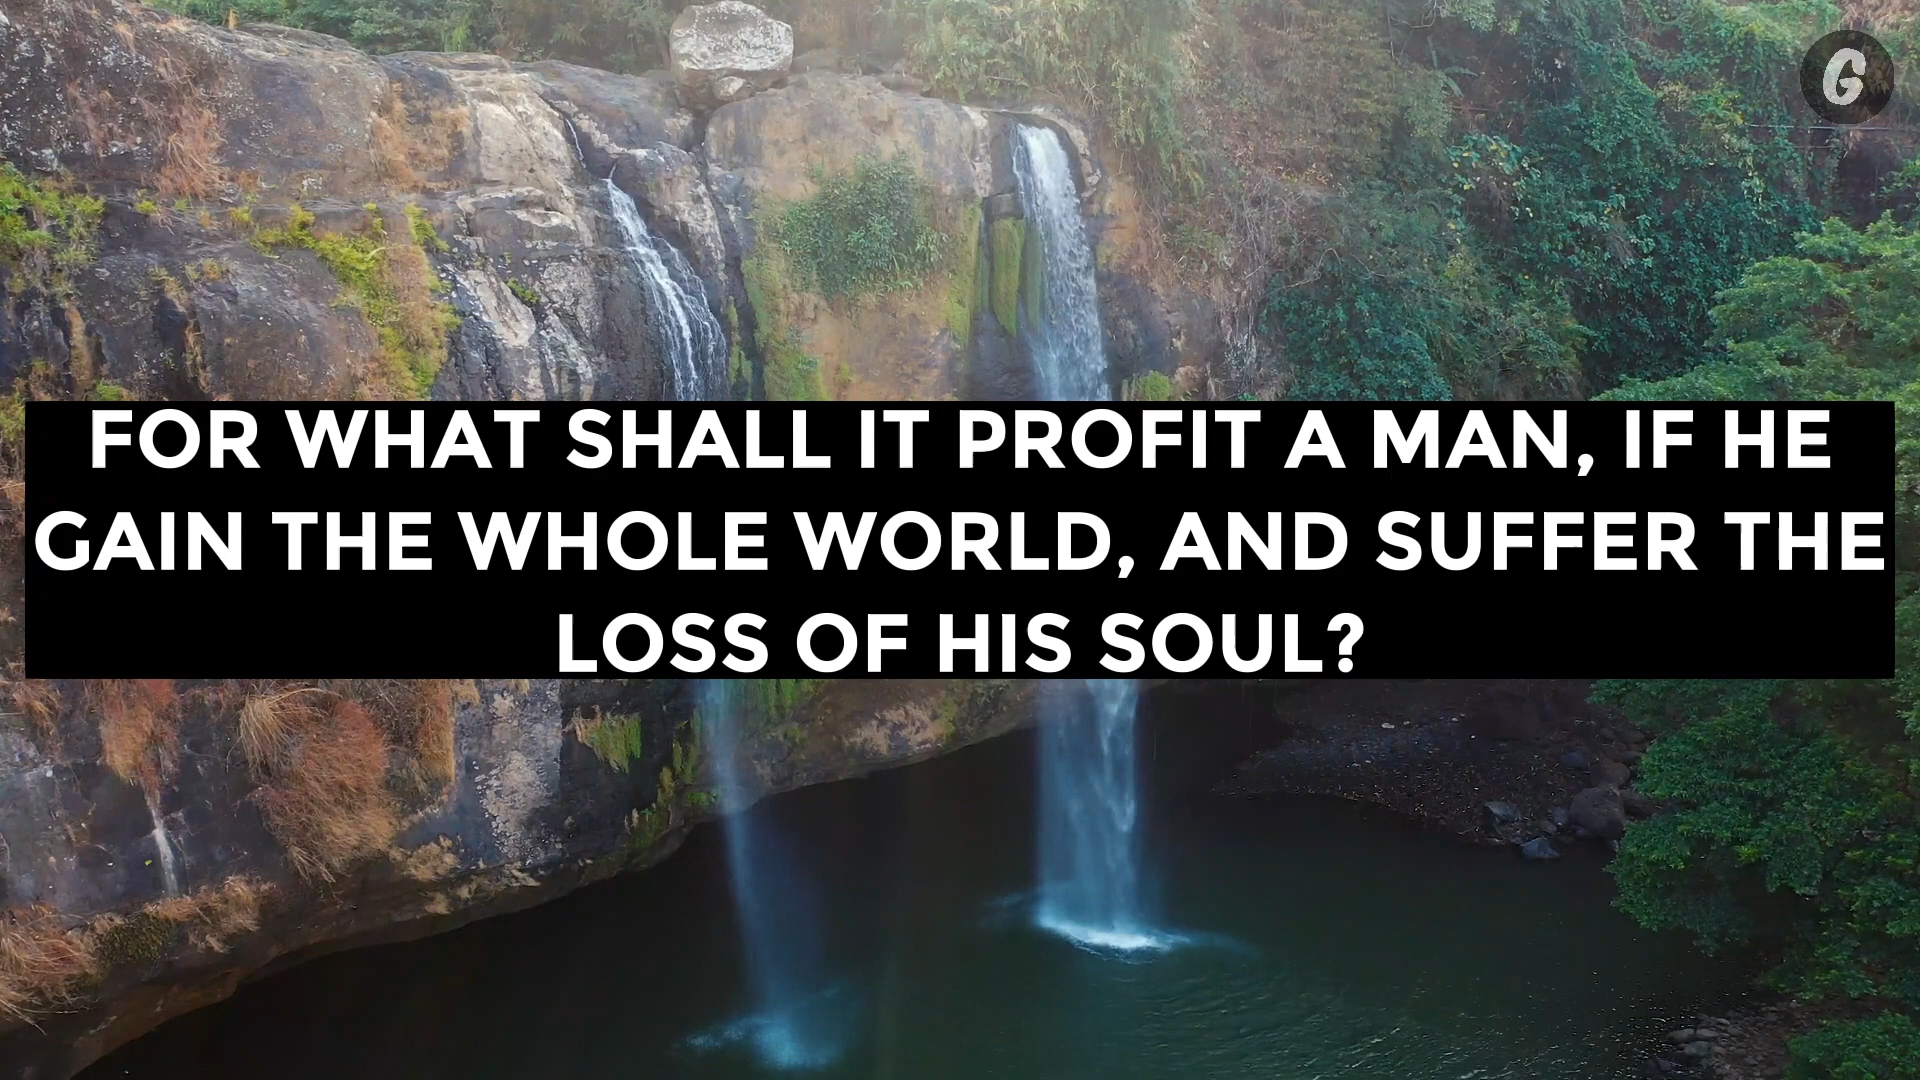 G
FOR WHAT SHALL IT PROFIT A MAN, IF HE
GAIN THE WHOLE WORLD, AND SUFFER THE
LOSS OF HIS SOUL?